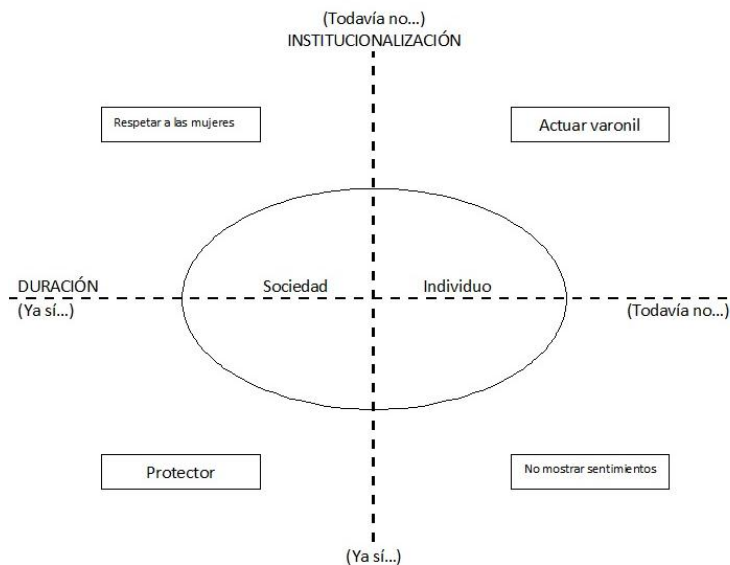 (Todavía no...)
INSTITUCIONALIZACIÓN
Respetar a las mujeres
Actuar varonil
DURACIÓN
Sociedad
Individuo
(Ya sí...)
(Todavía no...)
Protector
No mostrar sentimientos
(Ya sí...)